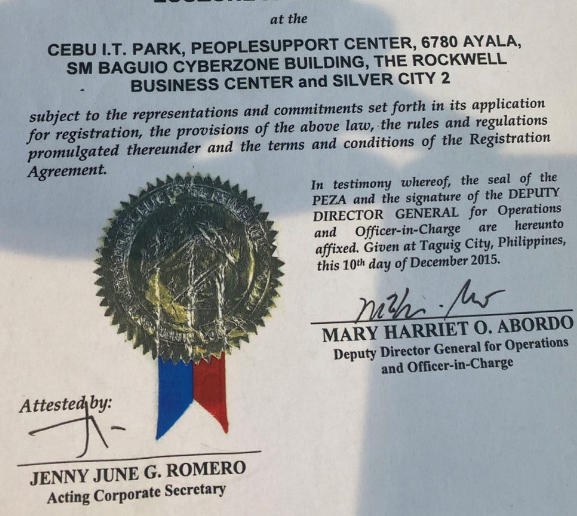 at the
CEBU I.T. PARK, PEOPLESUPPORT CENTER, 6780 AYALA,
SM BAGUIO CYBERZONE BUILDING, THE ROCKWELL
BUSINESS CENTER and SILVER CITY 2
subject to the representations and commitments set forth in its application
for registration, the provisions of the above law, the rules and regulations
promulgated thereunder and the terms and conditions of the Registration
Agreement.
In testimony whereof, the seal of the
PEZA and the signature of the DEPUTY
DIRECTOR GENERAL for Operations
and Officer-in-Charge are hereunto
affixed. Given at Taguig City, Philippines,
this 10th day of December 2015.
MARY HARRIET O. ABORDO
Deputy Director General for Operations
and Officer-in-Charge
Attested by:
JENNY JUNE G. ROMERO
Acting Corporate Secretary